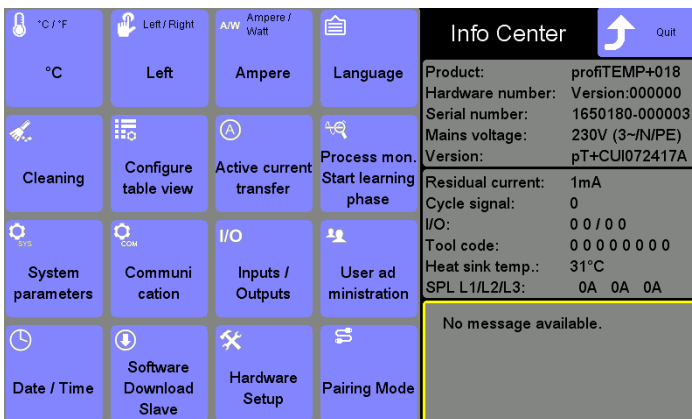 °C / °F
°C
Left / Right
Left
A/W Ampere /
Watt
Ampere
Language
Cleaning
Configure
table view
A
Active current
transfer
Process mon.
Start learning
phase
SYS
System
parameters
COM
Communi
cation
I/O
Inputs /
Outputs
User ad
ministration
Date / Time
Software
Download
Slave
Hardware
Setup
Pairing Mode
Info Center
Quit
Product: profiTEMP+018
Hardware number: Version:000000
Serial number: 1650180-000003
Mains voltage: 230V (3~/N/PE)
Version: pT+CUI072417A
Residual current: 1mA
Cycle signal: 0
I/O: 0 0 / 0 0
Tool code: 0 0 0 0 0 0 0 0
Heat sink temp.: 31°C
SPL L1/L2/L3: 0A 0A 0A
No message available.